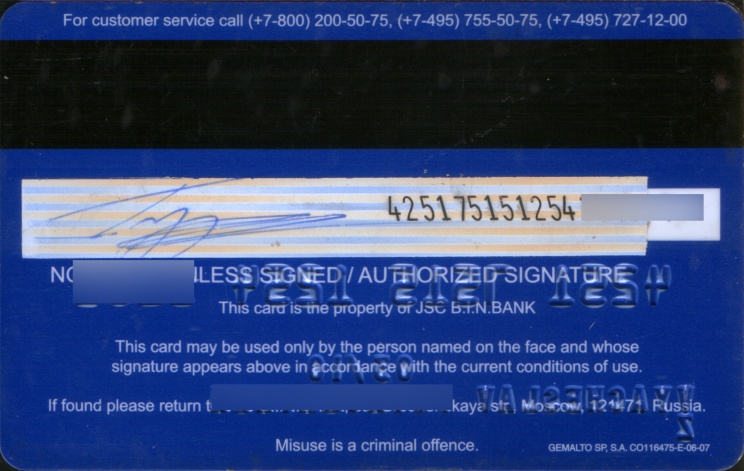 For customer service call (+7-800) 200-50-75, (+7-495) 755-50-75, (+7-495) 727-12-00
425175151254
SIGNED / AUTHORIZED SIGNATURE
This card is the property of JSC B.I.N.BANK
This card may be used only by the person named on the face and whose
signature appears above in accordance with the current conditions of use.
If found please return str., Moscow, 121471, Russia.
Misuse is a criminal offence.
GEMALTO SP, S.A. CO116475-E-06-07